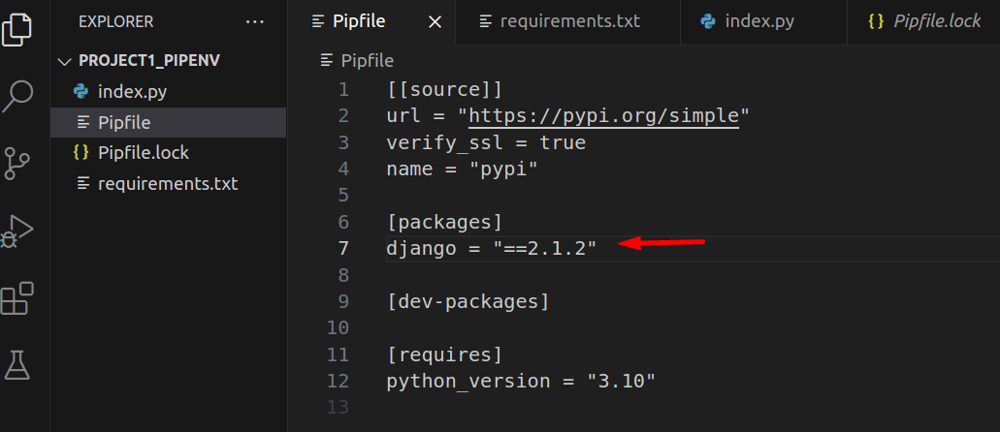 EXPLORER
PROJECT1_PIPENV
index.py
Pipfile
Pipfile.lock
requirements.txt
Pipfile requirements.txt index.py Pipfile.lock
Pipfile
1 [[source]]
2 url = "https://pypi.org/simple"
3 verify_ssl = true
4 name = "pypi"
5
6 [packages]
7 django = "==2.1.2"
8
9 [dev-packages]
10
11 [requires]
12 python_version = "3.10"
13